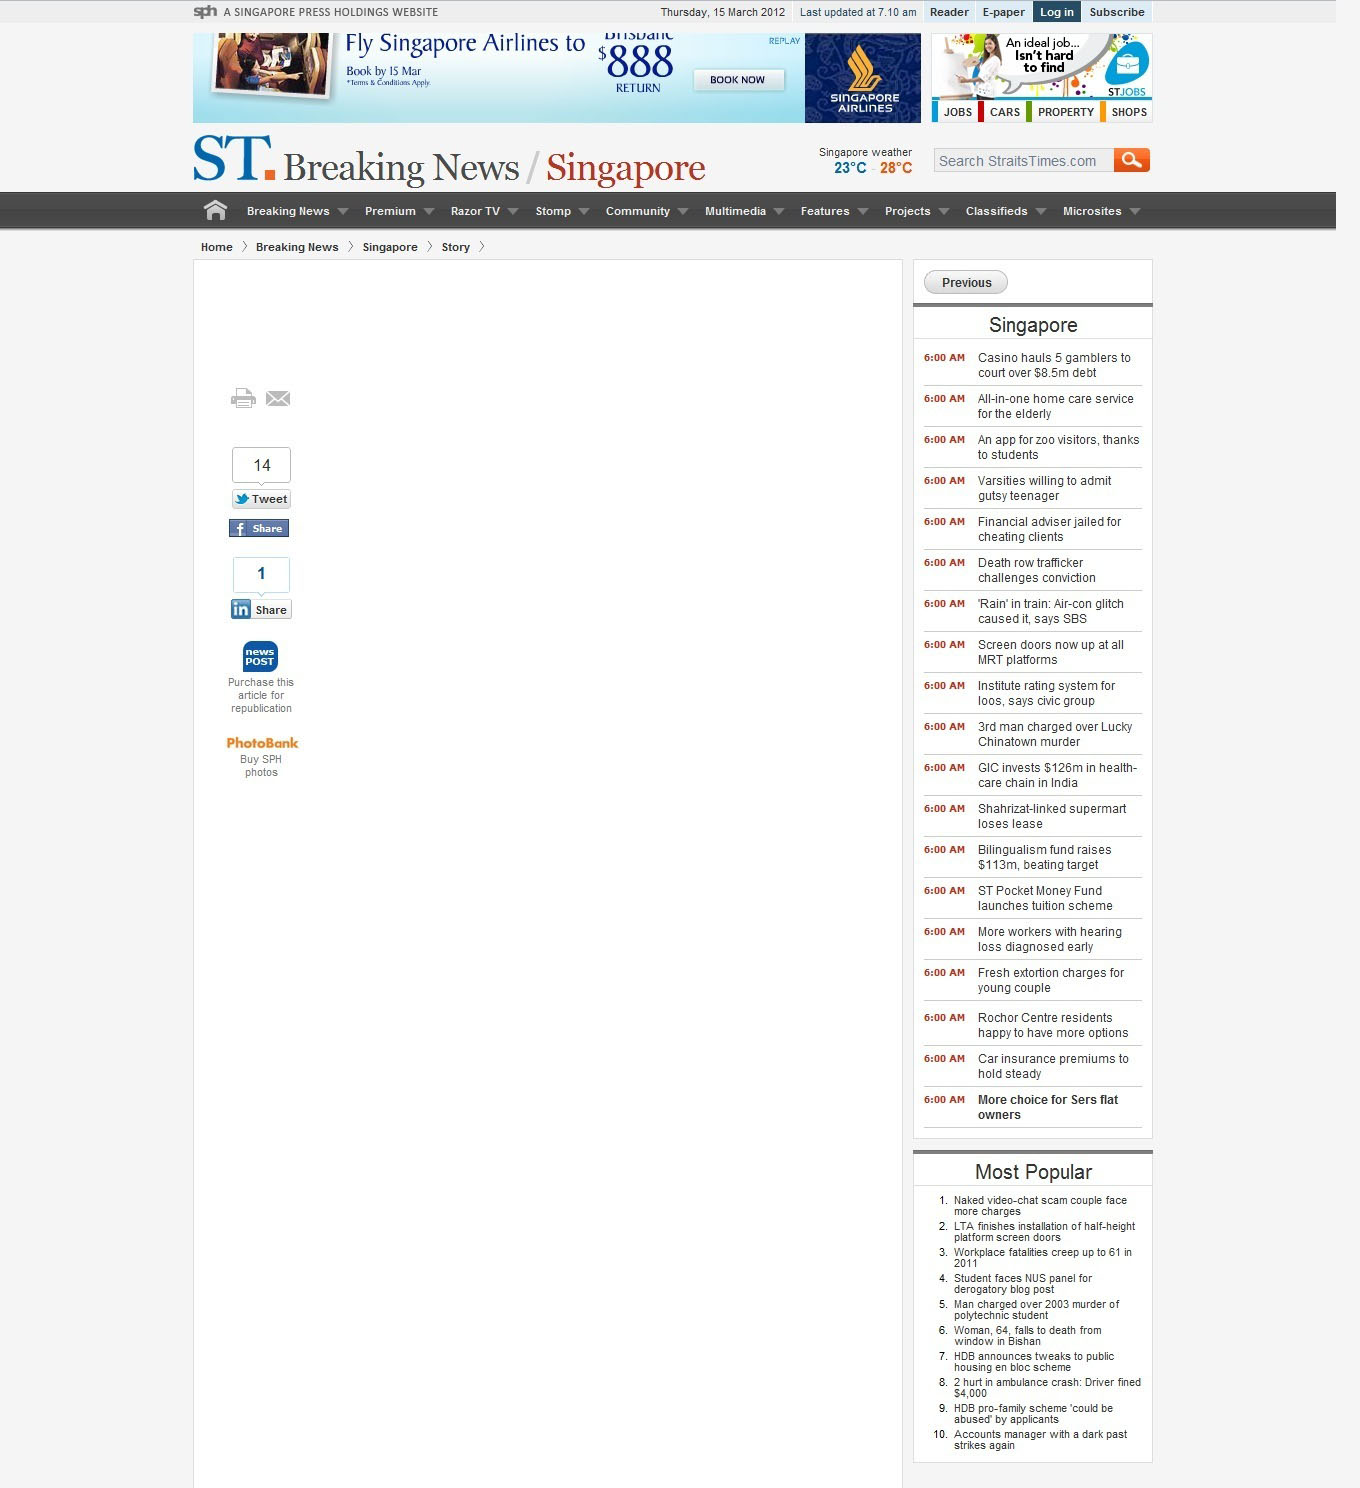 sph A SINGAPORE PRESS HOLDINGS WEBSITE
Thursday, 15 March 2012
Last updated at 7.10 am
Reader
E-paper
Log in
Subscribe
Fly Singapore Airlines to
Brisbane
$888
RETURN
Book by 15 Mar
*Terms & Conditions Apply.
REPLAY
BOOK NOW
SINGAPORE
AIRLINES
An ideal job...
Isn't hard
to find
STJOBS
JOBS
CARS
PROPERTY
SHOPS
ST. Breaking News / Singapore
Singapore weather
23°C - 28°C
Search StraitsTimes.com
Breaking News
Premium
Razor TV
Stomp
Community
Multimedia
Features
Projects
Classifieds
Microsites
Home
Breaking News
Singapore
Story
14
Tweet
f Share
1
in Share
news
POST
Purchase this
article for
republication
PhotoBank
Buy SPH
photos
Previous
Singapore
6:00 AM Casino hauls 5 gamblers to
court over $8.5m debt
6:00 AM All-in-one home care service
for the elderly
6:00 AM An app for zoo visitors, thanks
to students
6:00 AM Varsities willing to admit
gutsy teenager
6:00 AM Financial adviser jailed for
cheating clients
6:00 AM Death row trafficker
challenges conviction
6:00 AM 'Rain' in train: Air-con glitch
caused it, says SBS
6:00 AM Screen doors now up at all
MRT platforms
6:00 AM Institute rating system for
loos, says civic group
6:00 AM 3rd man charged over Lucky
Chinatown murder
6:00 AM GIC invests $126m in health-
care chain in India
6:00 AM Shahrizat-linked supermart
loses lease
6:00 AM Bilingualism fund raises
$113m, beating target
6:00 AM ST Pocket Money Fund
launches tuition scheme
6:00 AM More workers with hearing
loss diagnosed early
6:00 AM Fresh extortion charges for
young couple
6:00 AM Rochor Centre residents
happy to have more options
6:00 AM Car insurance premiums to
hold steady
6:00 AM More choice for Sers flat
owners
Most Popular
1. Naked video-chat scam couple face
more charges
2. LTA finishes installation of half-height
platform screen doors
3. Workplace fatalities creep up to 61 in
2011
4. Student faces NUS panel for
derogatory blog post
5. Man charged over 2003 murder of
polytechnic student
6. Woman, 64, falls to death from
window in Bishan
7. HDB announces tweaks to public
housing en bloc scheme
8. 2 hurt in ambulance crash: Driver fined
$4,000
9. HDB pro-family scheme 'could be
abused' by applicants
10. Accounts manager with a dark past
strikes again